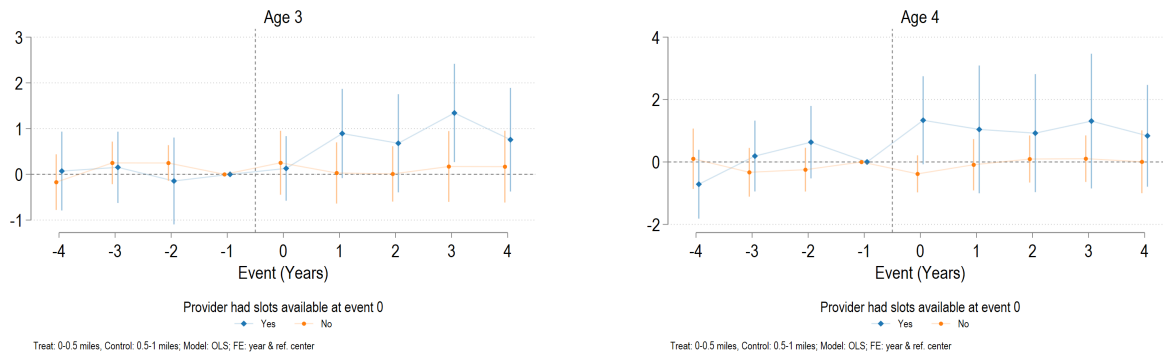 Age 3
3
2
1
0
-1
-4 -3 -2 -1 0 1 2 3 4
Event (Years)
Provider had slots available at event 0
Yes No
Treat: 0-0.5 miles, Control: 0.5-1 miles; Model: OLS; FE: year & ref. center
Age 4
4
2
0
-2
-4 -3 -2 -1 0 1 2 3 4
Event (Years)
Provider had slots available at event 0
Yes No
Treat: 0-0.5 miles, Control: 0.5-1 miles; Model: OLS; FE: year & ref. center